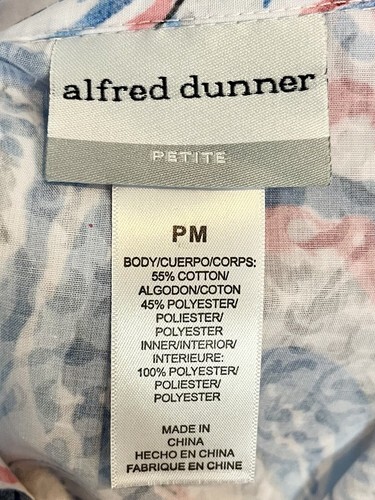 alfred dunner
PETITE
PM
BODY/CUERPO/CORPS:
55% COTTON/
ALGODON/COTON
45% POLYESTER/
POLIESTER/
POLYESTER
INNER/INTERIOR/
INTERIEURE:
100% POLYESTER/
POLIESTER/
POLYESTER
MADE IN
CHINA
HECHO EN CHINA
FABRIQUE EN CHINE